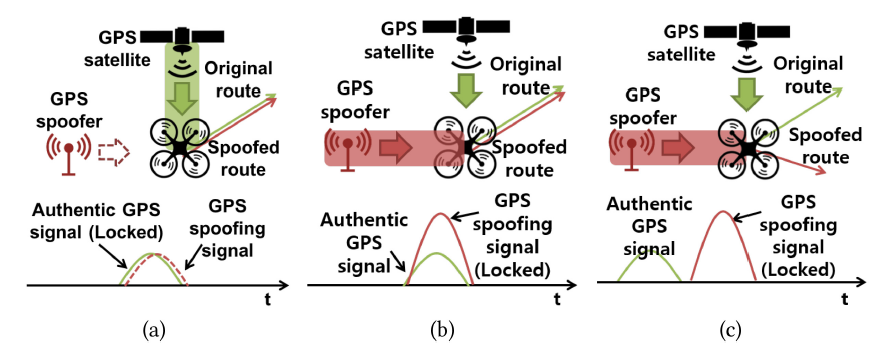 GPS
satellite
Original
route
GPS
spoofer
Spoofed
route
Authentic GPS
signal (Locked)
GPS
spoofing
signal
t
(a)
GPS
satellite
Original
route
GPS
spoofer
Spoofed
route
Authentic
GPS
signal
GPS
spoofing
signal
(Locked)
t
(b)
GPS
satellite
Original
route
GPS
spoofer
Spoofed
route
Authentic
GPS
signal
GPS
spoofing
signal
(Locked)
t
(c)